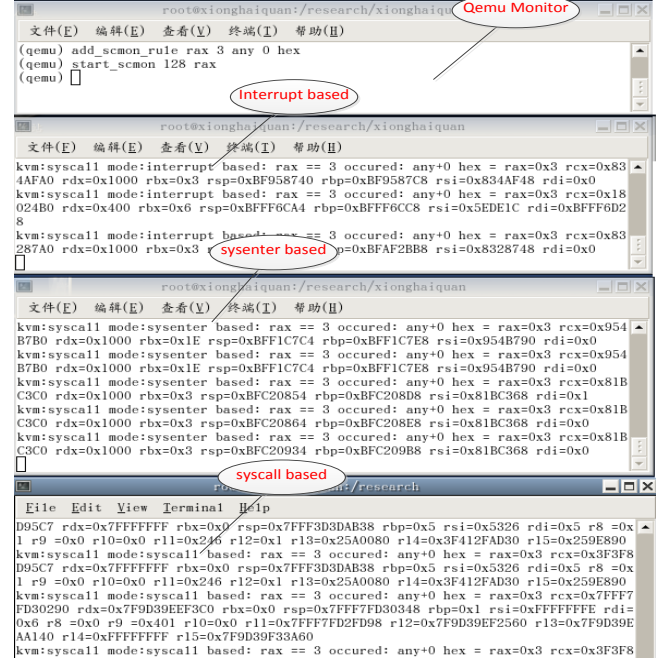 root@xionghaiquan:/research/xionghaiqu
Qemu Monitor
文件(F) 编辑(E) 查看(V) 终端(T) 帮助(H)
(qemu) add_scmon_rule rax 3 any 0 hex
(qemu) start_scmon 128 rax
(qemu)
Interrupt based
root@xionghaiquan:/research/xionghaiquan
文件(F) 编辑(E) 查看(V) 终端(T) 帮助(H)
kvm:syscall mode:interrupt based: rax == 3 occured: any+0 hex = rax=0x3 rcx=0x83
4AFA0 rdx=0x1000 rbx=0x3 rsp=0xBF958740 rbp=0xBF9587C8 rsi=0x834AF48 rdi=0x0
kvm:syscall mode:interrupt based: rax == 3 occured: any+0 hex = rax=0x3 rcx=0x18
024B0 rdx=0x400 rbx=0x6 rsp=0xBFFF6CA4 rbp=0xBFFF6CC8 rsi=0x5EDE1C rdi=0xBFFF6D2
8
kvm:syscall mode:interrupt based: rax == 3 occured: any+0 hex = rax=0x3 rcx=0x83
287A0 rdx=0x1000 rbx=0x3 rbp=0xBFAF2BB8 rsi=0x8328748 rdi=0x0
sysenter based
root@xionghaiquan:/research/xionghaiquan
文件(F) 编辑(E) 查看(V) 终端(T) 帮助(H)
kvm:syscall mode:sysenter based: rax == 3 occured: any+0 hex = rax=0x3 rcx=0x954
B7B0 rdx=0x1000 rbx=0x1E rsp=0xBFF1C7C4 rbp=0xBFF1C7E8 rsi=0x954B790 rdi=0x0
kvm:syscall mode:sysenter based: rax == 3 occured: any+0 hex = rax=0x3 rcx=0x954
B7B0 rdx=0x1000 rbx=0x1E rsp=0xBFF1C7C4 rbp=0xBFF1C7E8 rsi=0x954B790 rdi=0x0
kvm:syscall mode:sysenter based: rax == 3 occured: any+0 hex = rax=0x3 rcx=0x81B
C3C0 rdx=0x1000 rbx=0x3 rsp=0xBFC20854 rbp=0xBFC208D8 rsi=0x81BC368 rdi=0x1
kvm:syscall mode:sysenter based: rax == 3 occured: any+0 hex = rax=0x3 rcx=0x81B
C3C0 rdx=0x1000 rbx=0x3 rsp=0xBFC20864 rbp=0xBFC208E8 rsi=0x81BC368 rdi=0x0
kvm:syscall mode:sysenter based: rax == 3 occured: any+0 hex = rax=0x3 rcx=0x81B
C3C0 rdx=0x1000 rbx=0x3 rsp=0xBFC20934 rbp=0xBFC209B8 rsi=0x81BC368 rdi=0x0
syscall based
:/research
File Edit View Terminal Help
D95C7 rdx=0x7FFFFFFF rbx=0x0 rsp=0x7FFF3D3DAB38 rbp=0x5 rsi=0x5326 rdi=0x5 r8 =0x
1 r9 =0x0 r10=0x0 r11=0x246 r12=0x1 r13=0x25A0080 r14=0x3F412FAD30 r15=0x259E890
kvm:syscall mode:syscall based: rax == 3 occured: any+0 hex = rax=0x3 rcx=0x3F3F8
D95C7 rdx=0x7FFFFFFF rbx=0x0 rsp=0x7FFF3D3DAB38 rbp=0x5 rsi=0x5326 rdi=0x5 r8 =0x
1 r9 =0x0 r10=0x0 r11=0x246 r12=0x1 r13=0x25A0080 r14=0x3F412FAD30 r15=0x259E890
kvm:syscall mode:syscall based: rax == 3 occured: any+0 hex = rax=0x3 rcx=0x7FFF7
FD30290 rdx=0x7F9D39EEF3C0 rbx=0x0 rsp=0x7FFF7FD30348 rbp=0x1 rsi=0xFFFFFFFE rdi=
0x6 r8 =0x0 r9 =0x401 r10=0x0 r11=0x7FFF7FD2FD98 r12=0x7F9D39EF2560 r13=0x7F9D39E
AA140 r14=0xFFFFFFFF r15=0x7F9D39F33A60
kvm:syscall mode:syscall based: rax == 3 occured: any+0 hex = rax=0x3 rcx=0x3F3F8